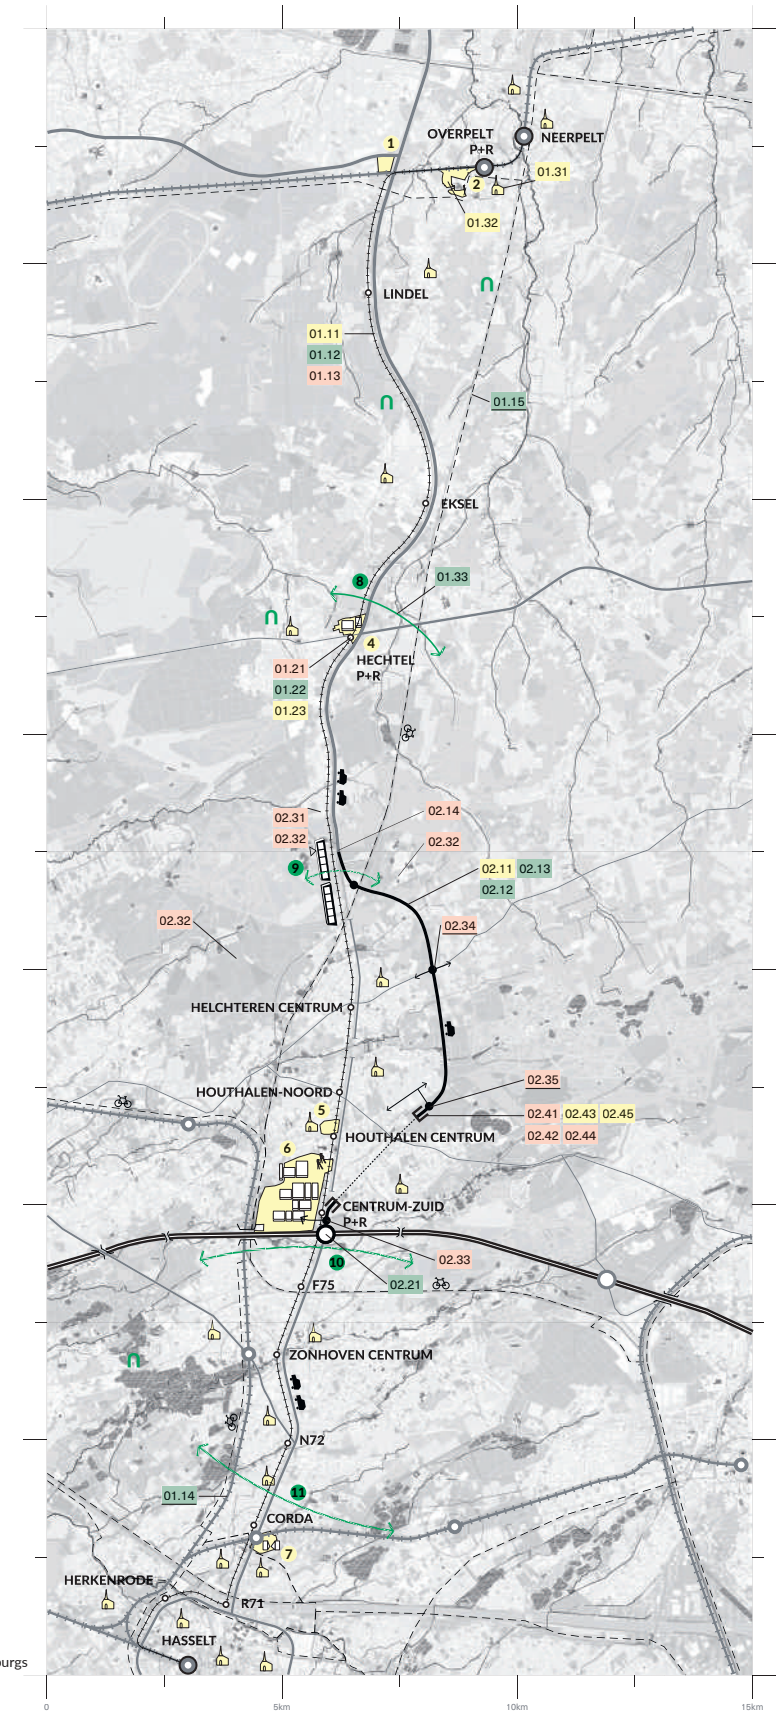 1
OVERPELT
P+R
NEERPELT
2
01.31
01.32
LINDEL
01.11
01.12
01.13
01.15
EKSEL
8
01.33
4
HECHTEL
P+R
01.21
01.22
01.23
02.31
02.32
02.14
02.32
9
02.11 02.13
02.12
02.32
02.34
HELCHTEREN CENTRUM
HOUTHALEN-NOORD
02.35
5
02.41 02.43 02.45
02.42 02.44
HOUTHALEN CENTRUM
6
CENTRUM-ZUID
P+R
10
02.33
02.21
F75
ZONHOVEN CENTRUM
N72
01.14
11
CORDA
7
HERKENRODE
R71
HASSELT
urgs
0 5km 10km 15km